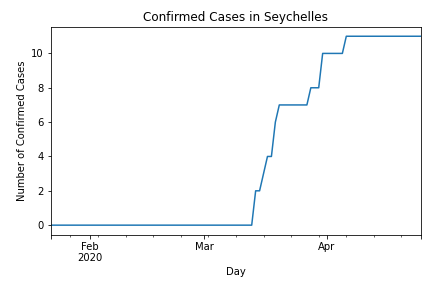 Confirmed Cases in Seychelles
Number of Confirmed Cases
10
8
6
4
2
0
Feb
2020
Mar
Apr
Day